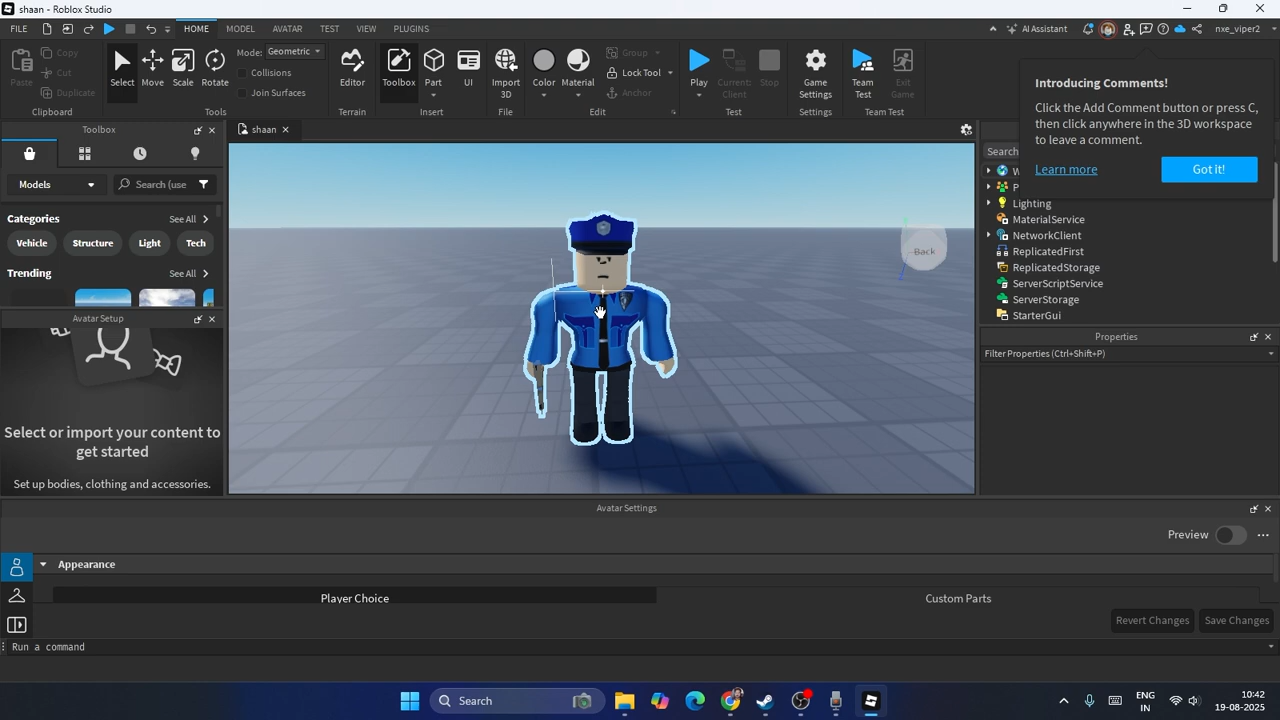 shaan - Roblox Studio
FILE HOME MODEL AVATAR TEST VIEW PLUGINS AI Assistant nxe_viper2
Paste Copy Cut Duplicate
Clipboard
Select Move Scale Rotate
Mode: Geometric
Collisions
Join Surfaces
Tools
Editor
Terrain
Toolbox Part UI
Insert
Import 3D
File
Color Material
Group
Lock Tool
Anchor
Edit
Play Current: Client Stop
Test
Game Settings
Settings
Team Test Exit Game
Team Test
Introducing Comments!
Click the Add Comment button or press C,
then click anywhere in the 3D workspace
to leave a comment.
Learn more Got it!
Toolbox
Models Search (use
Categories See All
Vehicle Structure Light Tech
Trending See All
Avatar Setup
Select or import your content to
get started
Set up bodies, clothing and accessories.
shaan
Back
Search
W
P
Lighting
MaterialService
NetworkClient
ReplicatedFirst
ReplicatedStorage
ServerScriptService
ServerStorage
StarterGui
Properties
Filter Properties (Ctrl+Shift+P)
Avatar Settings
Preview
Appearance
Player Choice Custom Parts
Revert Changes Save Changes
Run a command
Search
ENG
IN
10:42
19-08-2025